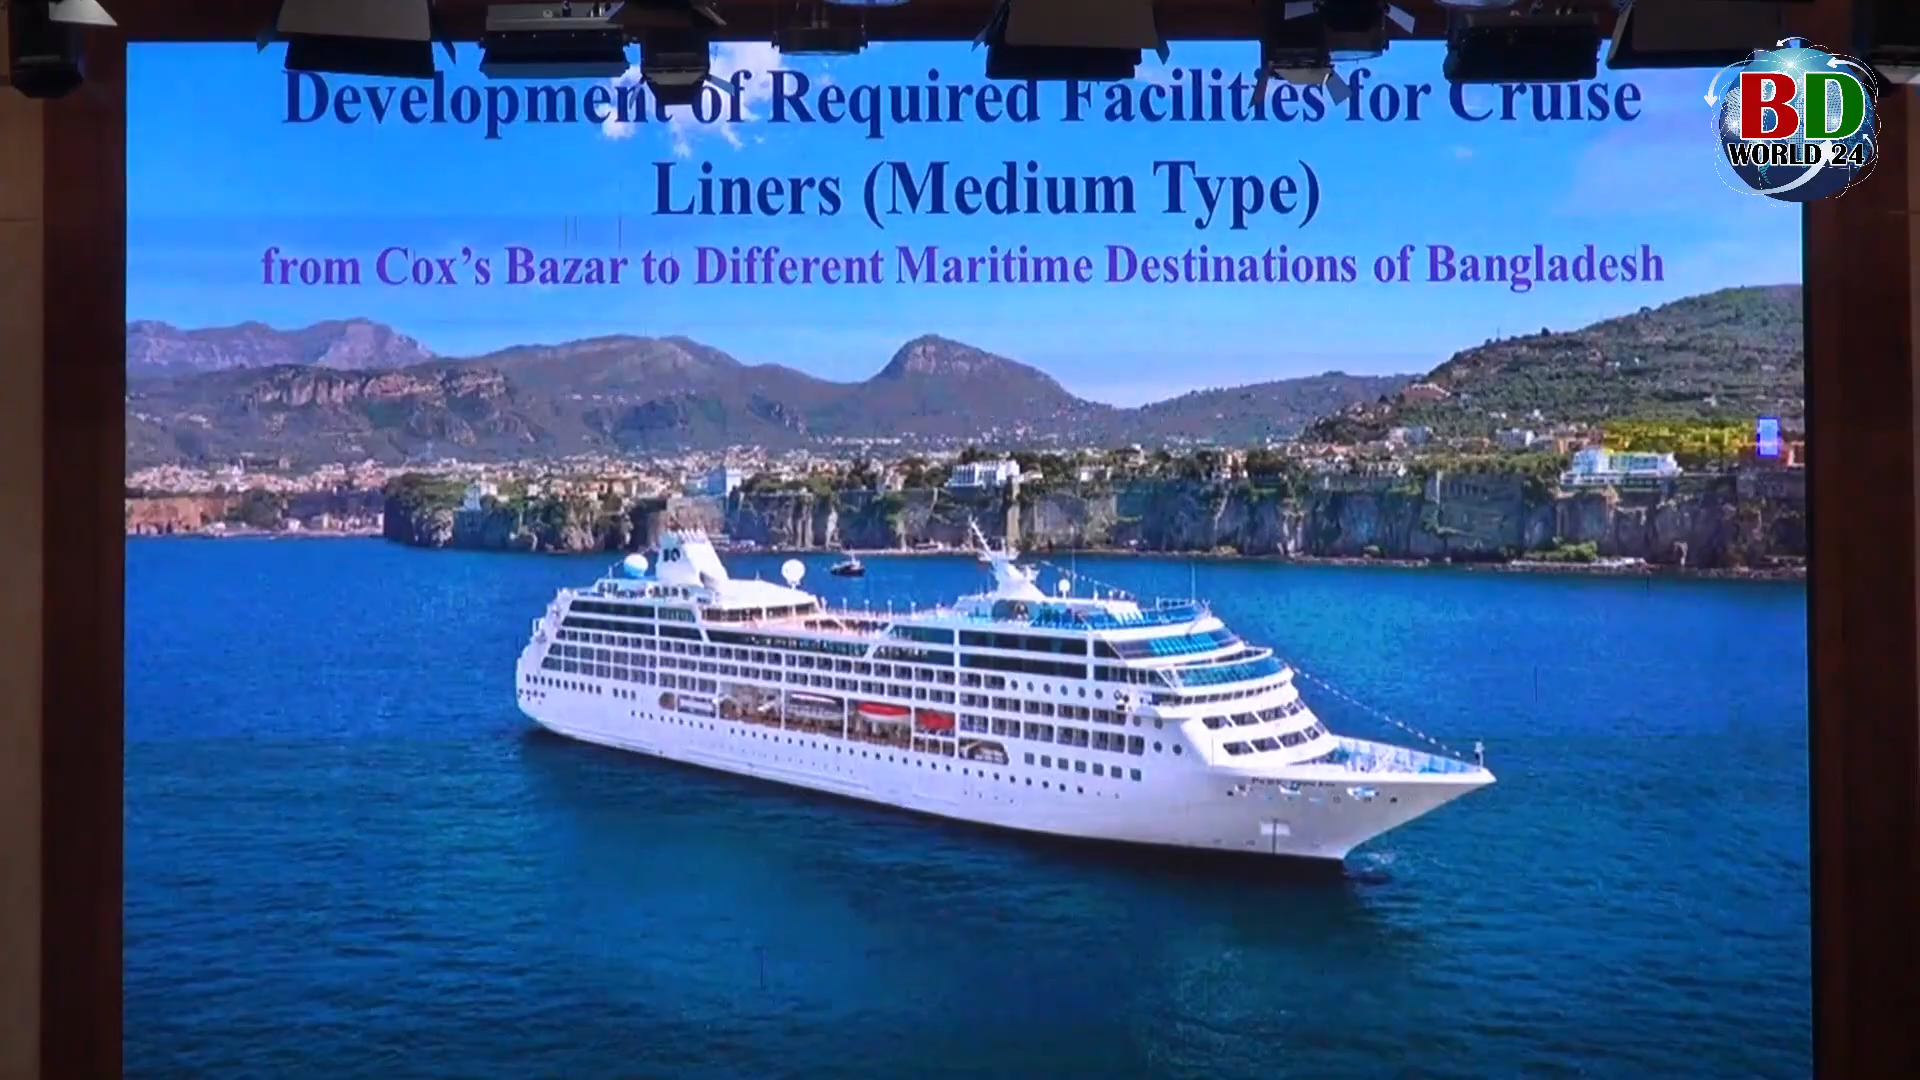 Development of Required Facilities for Cruise
Liners (Medium Type)
from Cox's Bazar to Different Maritime Destinations of Bangladesh
BD
WORLD 24